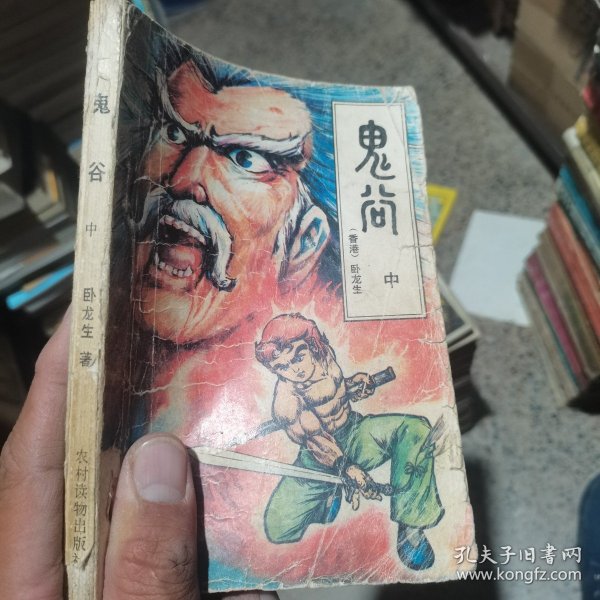 鬼谷
中
卧龙生 著
农村读物出版社
鬼谷
中
(香港)卧龙生
孔夫子旧书网
www.kongfz.com